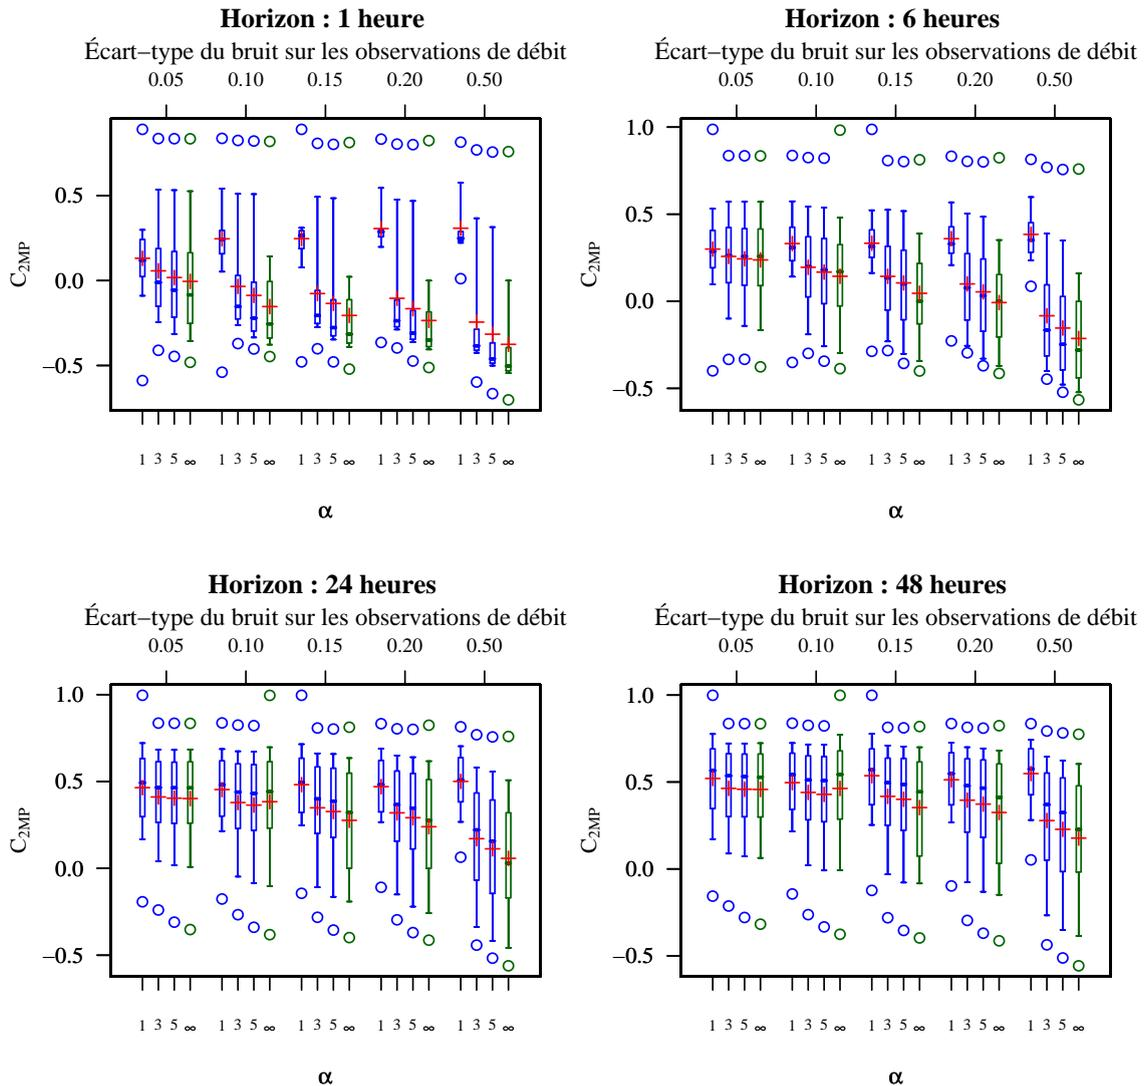 Horizon : 1 heure
Écart−type du bruit sur les observations de débit
0.05 0.10 0.15 0.20 0.50
0.5
0.0
−0.5
C2MP
1 3 5 ∞ 1 3 5 ∞ 1 3 5 ∞ 1 3 5 ∞ 1 3 5 ∞
α
Horizon : 6 heures
Écart−type du bruit sur les observations de débit
0.05 0.10 0.15 0.20 0.50
1.0
0.5
0.0
−0.5
C2MP
1 3 5 ∞ 1 3 5 ∞ 1 3 5 ∞ 1 3 5 ∞ 1 3 5 ∞
α
Horizon : 24 heures
Écart−type du bruit sur les observations de débit
0.05 0.10 0.15 0.20 0.50
1.0
0.5
0.0
−0.5
C2MP
1 3 5 ∞ 1 3 5 ∞ 1 3 5 ∞ 1 3 5 ∞ 1 3 5 ∞
α
Horizon : 48 heures
Écart−type du bruit sur les observations de débit
0.05 0.10 0.15 0.20 0.50
1.0
0.5
0.0
−0.5
C2MP
1 3 5 ∞ 1 3 5 ∞ 1 3 5 ∞ 1 3 5 ∞ 1 3 5 ∞
α